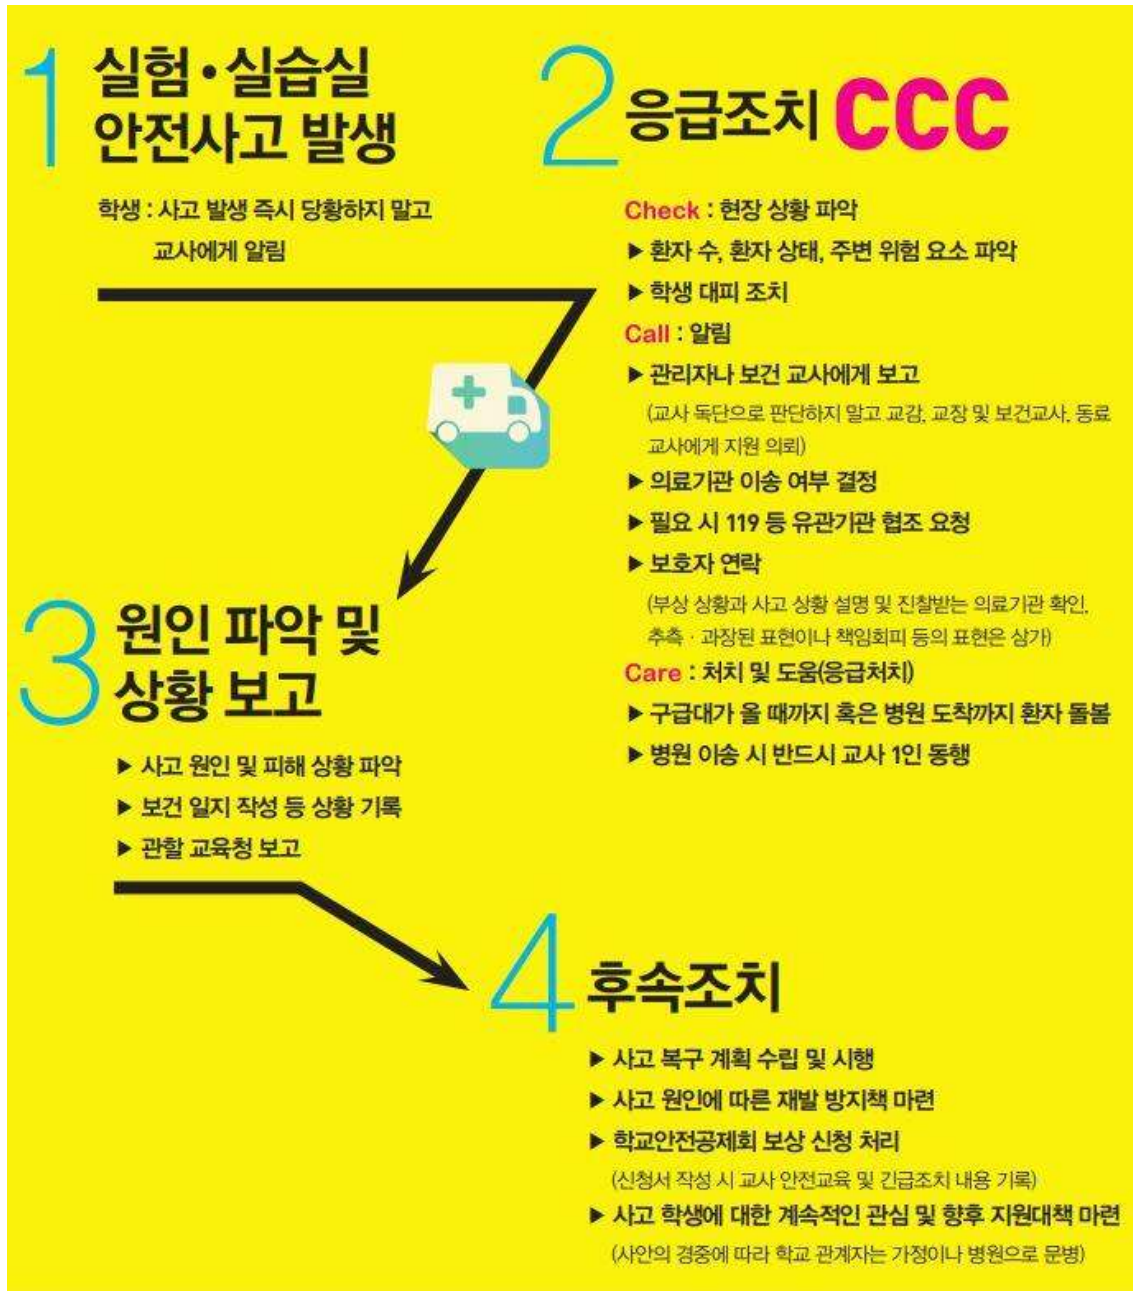 1
실험·실습실
안전사고 발생
학생 : 사고 발생 즉시 당황하지 말고
교사에게 알림
2
응급조치 CCC
Check : 현장 상황 파악
▶ 환자 수, 환자 상태, 주변 위험 요소 파악
▶ 학생 대피 조치
Call : 알림
▶ 관리자나 보건 교사에게 보고
(교사 독단으로 판단하지 말고 교감, 교장 및 보건교사, 동료
교사에게 지원 의뢰)
▶ 의료기관 이송 여부 결정
▶ 필요 시 119 등 유관기관 협조 요청
▶ 보호자 연락
(부상 상황과 사고 상황 설명 및 진찰받는 의료기관 확인,
추측 · 과장된 표현이나 책임회피 등의 표현은 삼가)
Care : 처치 및 도움(응급처치)
▶ 구급대가 올 때까지 혹은 병원 도착까지 환자 돌봄
▶ 병원 이송 시 반드시 교사 1인 동행
3
원인 파악 및
상황 보고
▶ 사고 원인 및 피해 상황 파악
▶ 보건 일지 작성 등 상황 기록
▶ 관할 교육청 보고
4
후속조치
▶ 사고 복구 계획 수립 및 시행
▶ 사고 원인에 따른 재발 방지책 마련
▶ 학교안전공제회 보상 신청 처리
(신청서 작성 시 교사 안전교육 및 긴급조치 내용 기록)
▶ 사고 학생에 대한 계속적인 관심 및 향후 지원대책 마련
(사안의 경중에 따라 학교 관계자는 가정이나 병원으로 문병)